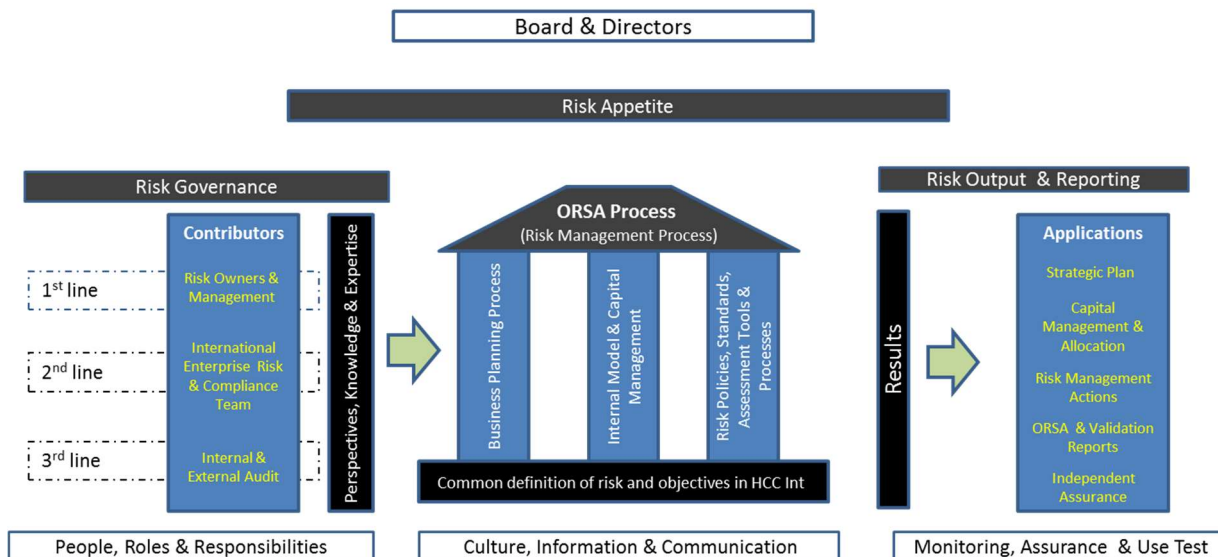 Board & Directors
Risk Appetite
Risk Governance
Contributors
1st line
Risk Owners &
Management
2nd line
International
Enterprise Risk
& Compliance
Team
3rd line
Internal &
External Audit
Perspectives, Knowledge & Expertise
People, Roles & Responsibilities
ORSA Process
(Risk Management Process)
Business Planning Process
Internal Model & Capital
Management
Risk Policies, Standards,
Assessment Tools &
Processes
Common definition of risk and objectives in HCC Int
Culture, Information & Communication
Risk Output & Reporting
Results
Applications
Strategic Plan
Capital
Management &
Allocation
Risk Management
Actions
ORSA & Validation
Reports
Independent
Assurance
Monitoring, Assurance & Use Test